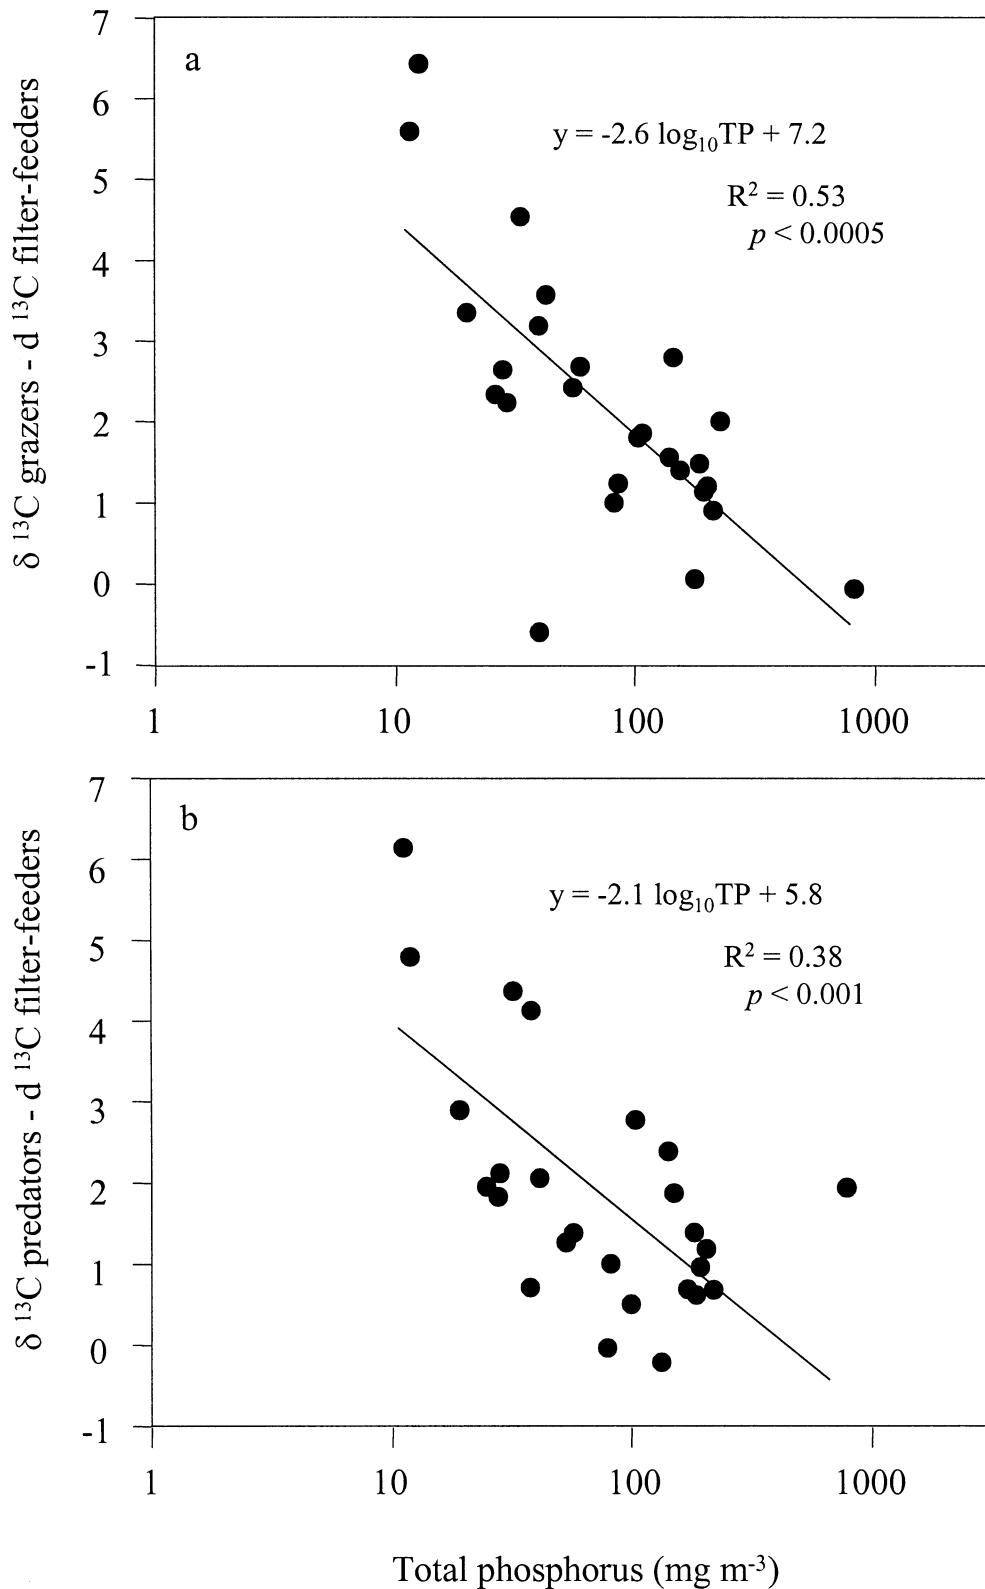 7
a
6
y = -2.6 log₁₀TP + 7.2
5
R² = 0.53
p < 0.0005
4
3
2
1
0
-1
δ ¹³C grazers - d ¹³C filter-feeders
1 10 100 1000
7
b
6
y = -2.1 log₁₀TP + 5.8
5
R² = 0.38
p < 0.001
4
3
2
1
0
-1
δ ¹³C predators - d ¹³C filter-feeders
1 10 100 1000
Total phosphorus (mg m⁻³)